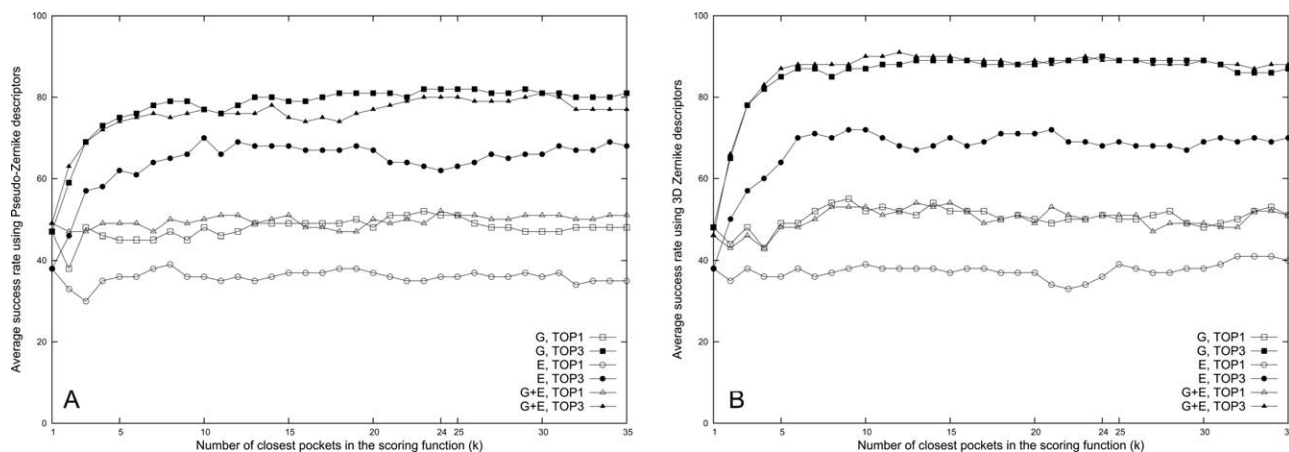 Average success rate using Pseudo-Zernike descriptors
100
80
60
40
20
0
G, TOP1
G, TOP3
E, TOP1
E, TOP3
G+E, TOP1
G+E, TOP3
A
1 5 10 15 20 24 25 30 35
Number of closest pockets in the scoring function (k)
Average success rate using 3D Zernike descriptors
100
80
60
40
20
0
G, TOP1
G, TOP3
E, TOP1
E, TOP3
G+E, TOP1
G+E, TOP3
B
1 5 10 15 20 24 25 30
Number of closest pockets in the scoring function (k)